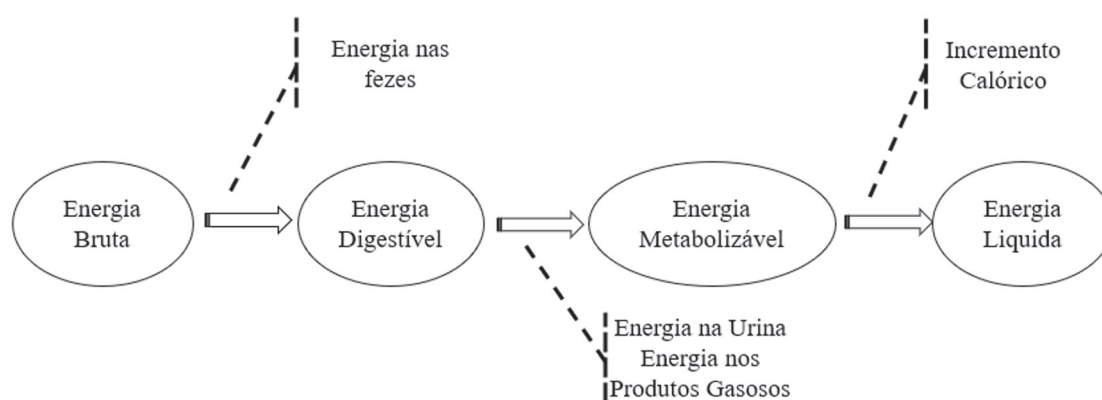 Energia nas
fezes
Incremento
Calórico
Energia
Bruta
Energia
Digestível
Energia
Metabolizável
Energia
Liquida
Energia na Urina
Energia nos
Produtos Gasosos